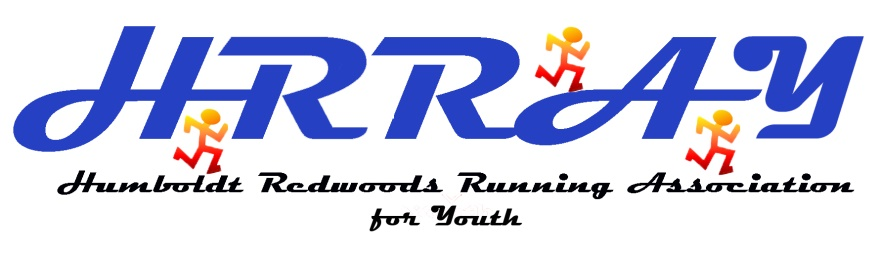 HRRAY
Humboldt Redwoods Running Association
for Youth